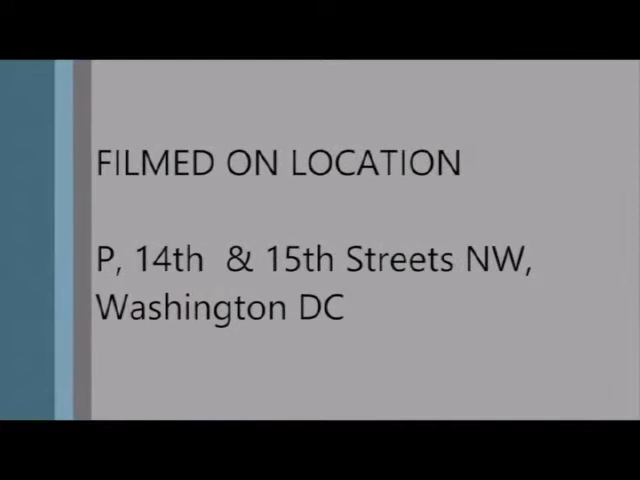 FILMED ON LOCATION
P, 14th  & 15th Streets NW,
Washington DC